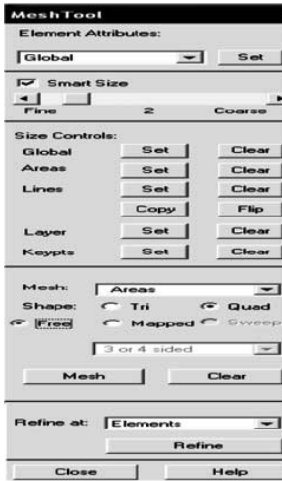 MeshTool
Element Attributes:
Global Set
Smart Size
Fine 2 Coarse
Size Controls:
Global Set Clear
Areas Set Clear
Lines Set Clear
Copy Flip
Layer Set Clear
Keypts Set Clear
Mesh: Areas
Shape: Tri Quad
Free Mapped Sweep
3 or 4 sided
Mesh Clear
Refine at: Elements
Refine
Close Help